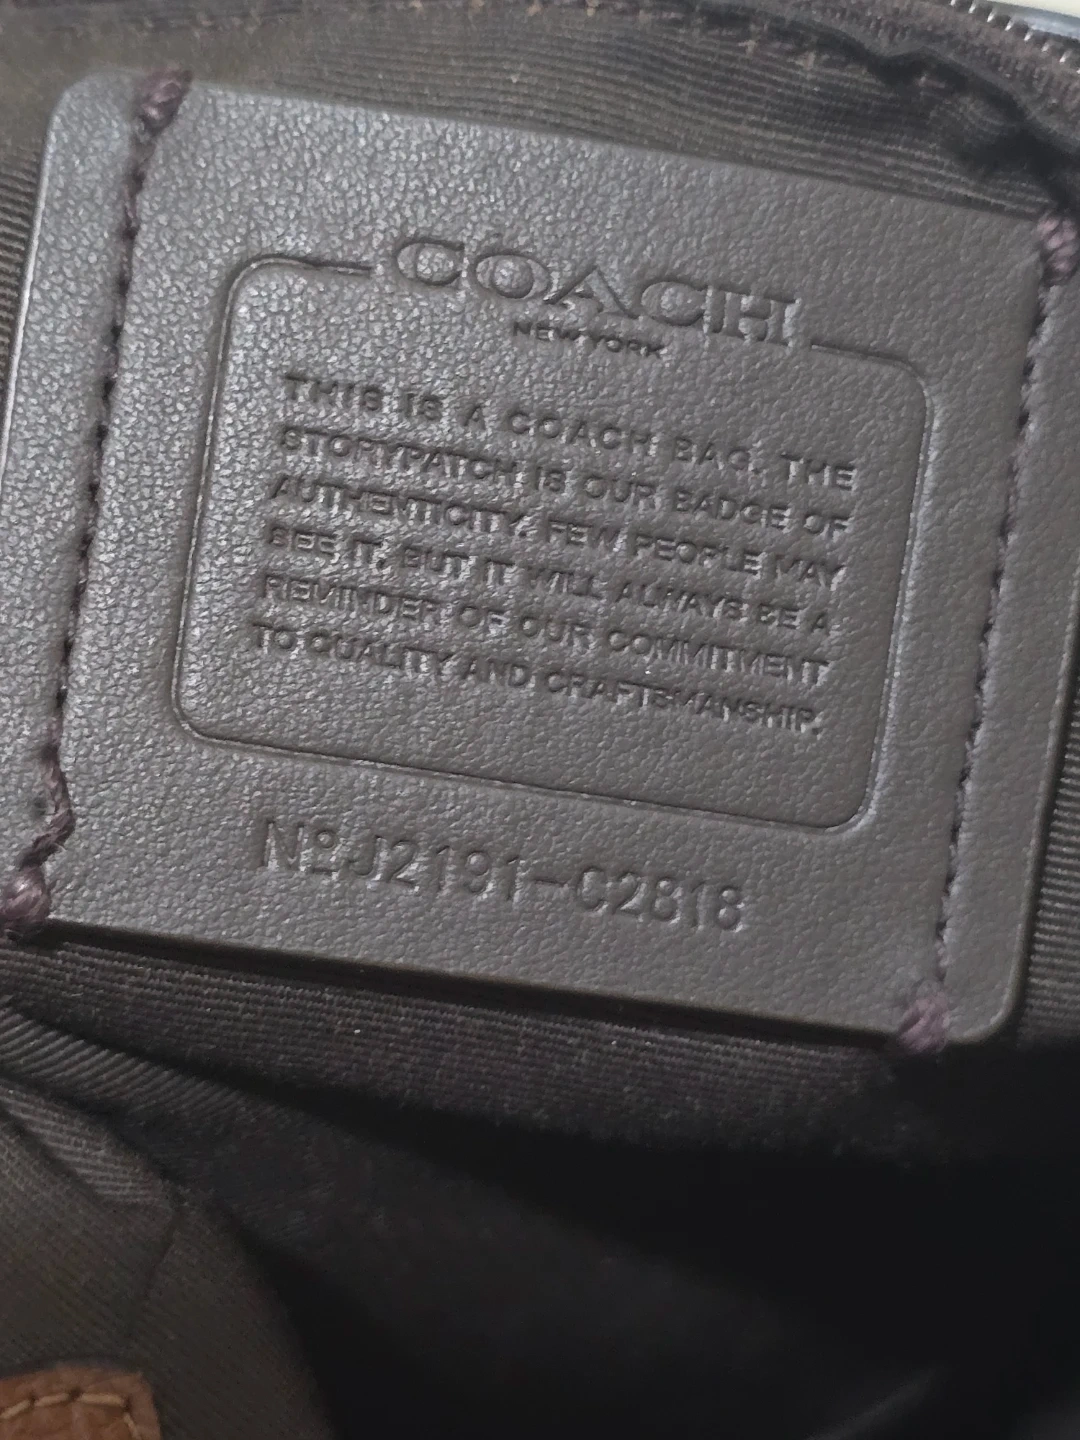 COACH
NEW YORK
THIS IS A COACH BAG. THE
STORYPATCH IS OUR BADGE OF
AUTHENTICITY. FEW PEOPLE MAY
SEE IT, BUT IT WILL ALWAYS BE A
REMINDER OF OUR COMMITMENT
TO QUALITY AND CRAFTSMANSHIP.
NºJ2191-C2818